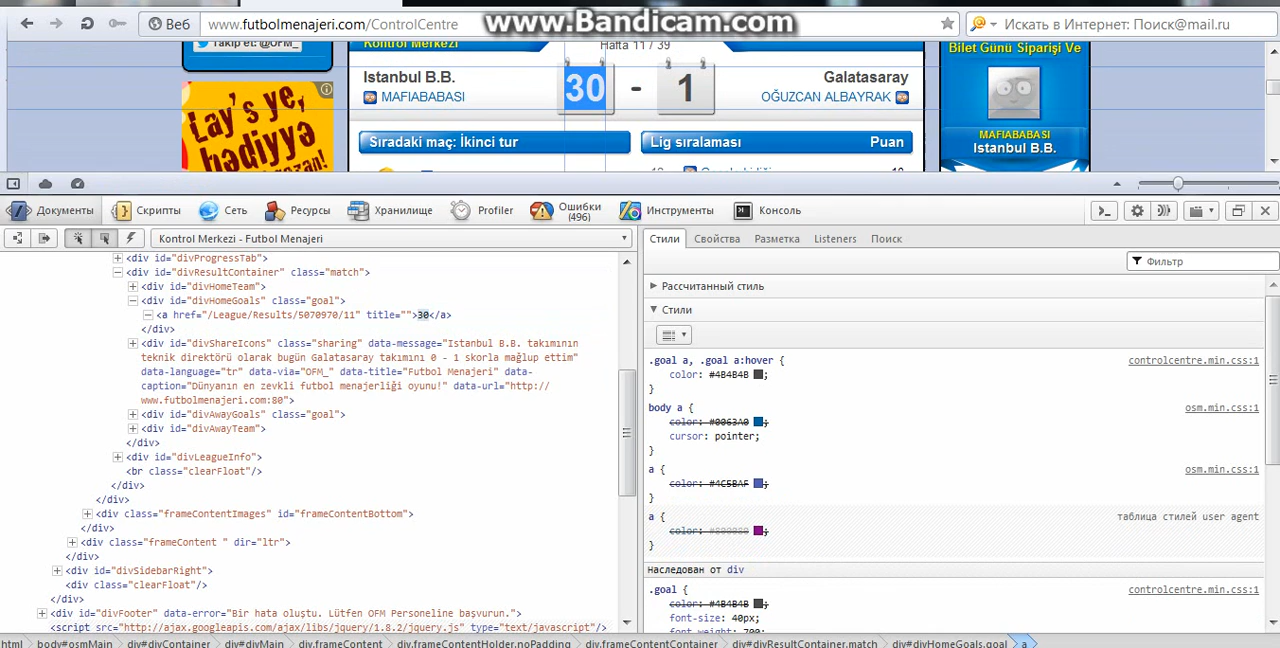 Веб
www.futbolmenajeri.com/ControlCentre
www.Bandicam.com
Искать в Интернет: Поиск@mail.ru
Takip et: @OFM_
Kontrol Merkezi
Hafta 11 / 39
Bilet Günü Siparişi Ve
Istanbul B.B.
MAFIABABASI
30 - 1
Galatasaray
OĞUZCAN ALBAYRAK
Lay's ye,
hədiyyə
MAFIABABASI
Istanbul B.B.
Sıradaki maç: İkinci tur
Lig sıralaması
Puan
Документы
Скрипты
Сеть
Ресурсы
Хранилище
Profiler
Ошибки
(496)
Инструменты
Консоль
Kontrol Merkezi - Futbol Menajeri
<div id="divProgressTab">
<div id="divResultContainer" class="match">
<div id="divHomeTeam">
<div id="divHomeGoals" class="goal">
<a href="/League/Results/5070970/11" title="">30</a>
</div>
<div id="divShareIcons" class="sharing" data-message="Istanbul B.B. takımının
teknik direktörü olarak bugün Galatasaray takımını 0 - 1 skorla mağlup ettim"
data-language="tr" data-via="OFM_" data-title="Futbol Menajeri" data-
caption="Dünyanın en zevkli futbol menajerliği oyunu!" data-url="http://
www.futbolmenajeri.com:80">
<div id="divAwayGoals" class="goal">
<div id="divAwayTeam">
</div>
<div id="divLeagueInfo">
<br class="clearFloat"/>
</div>
</div>
<div class="frameContentImages" id="frameContentBottom">
</div>
<div class="frameContent " dir="ltr">
</div>
<div id="divSidebarRight">
<div class="clearFloat"/>
</div>
<div id="divFooter" data-error="Bir hata oluştu. Lütfen OFM Personeline başvurun.">
<script src="http://ajax.googleapis.com/ajax/libs/jquery/1.8.2/jquery.js" type="text/javascript"/>
html body#osmMain div#divContainer div#divMain div.frameContent div.frameContentHolder.noPadding div.frameContentContainer div#divResultContainer.match div#divHomeGoals.goal a
Стили
Свойства
Разметка
Listeners
Поиск
Фильтр
Рассчитанный стиль
Стили
.goal a, .goal a:hover {
controlcentre.min.css:1
color: #4B4B4B ;
}
body a {
osm.min.css:1
color: #0063A0 ;
cursor: pointer;
}
a {
osm.min.css:1
color: #4C5BAF ;
}
a {
таблица стилей user agent
color: #800080 ;
}
наследован от div
.goal {
controlcentre.min.css:1
color: #4B4B4B ;
font-size: 40px;
font-weight: 700;